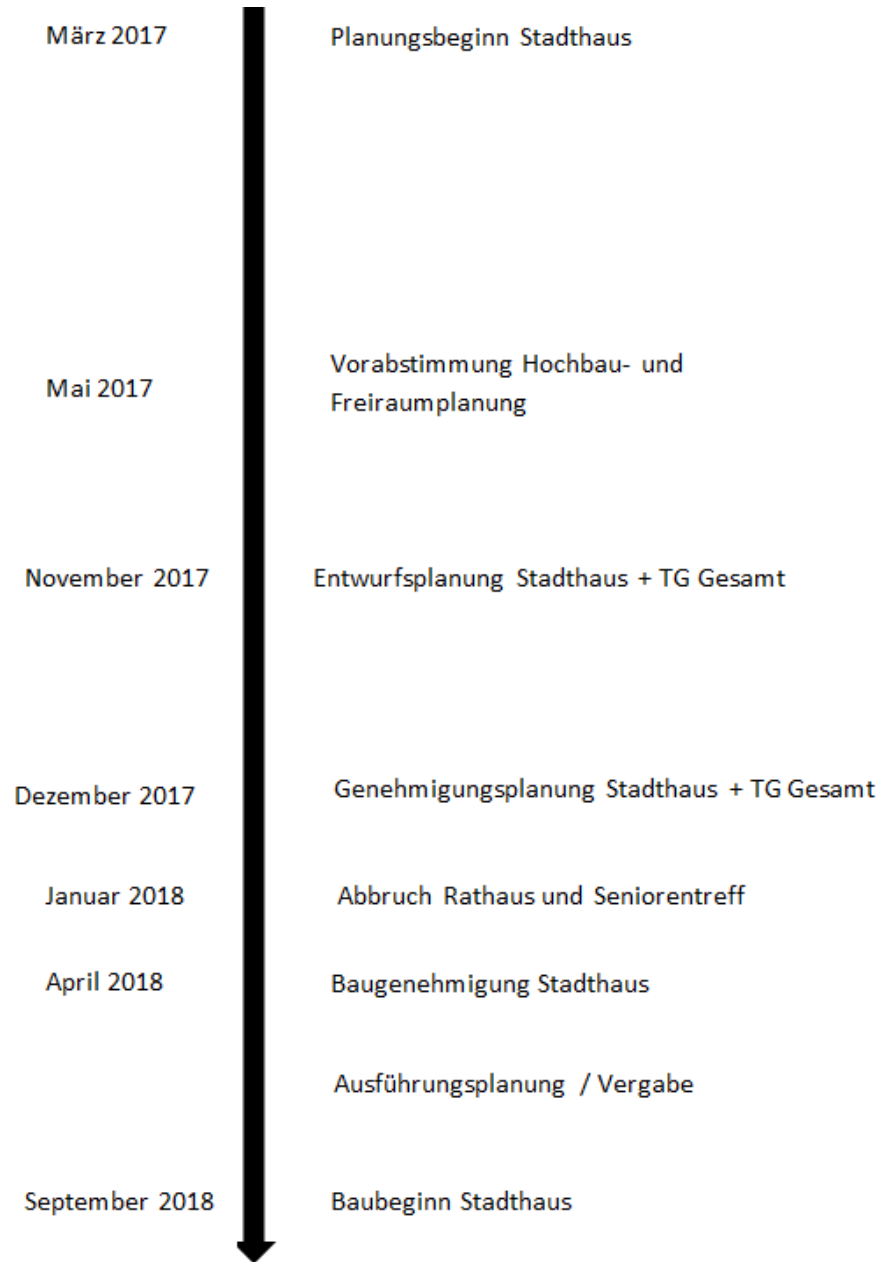 März 2017
Planungsbeginn Stadthaus
Mai 2017
Vorabstimmung Hochbau- und
Freiraumplanung
November 2017
Entwurfsplanung Stadthaus + TG Gesamt
Dezember 2017
Genehmigungsplanung Stadthaus + TG Gesamt
Januar 2018
Abbruch Rathaus und Seniorentreff
April 2018
Baugenehmigung Stadthaus
Ausführungsplanung / Vergabe
September 2018
Baubeginn Stadthaus